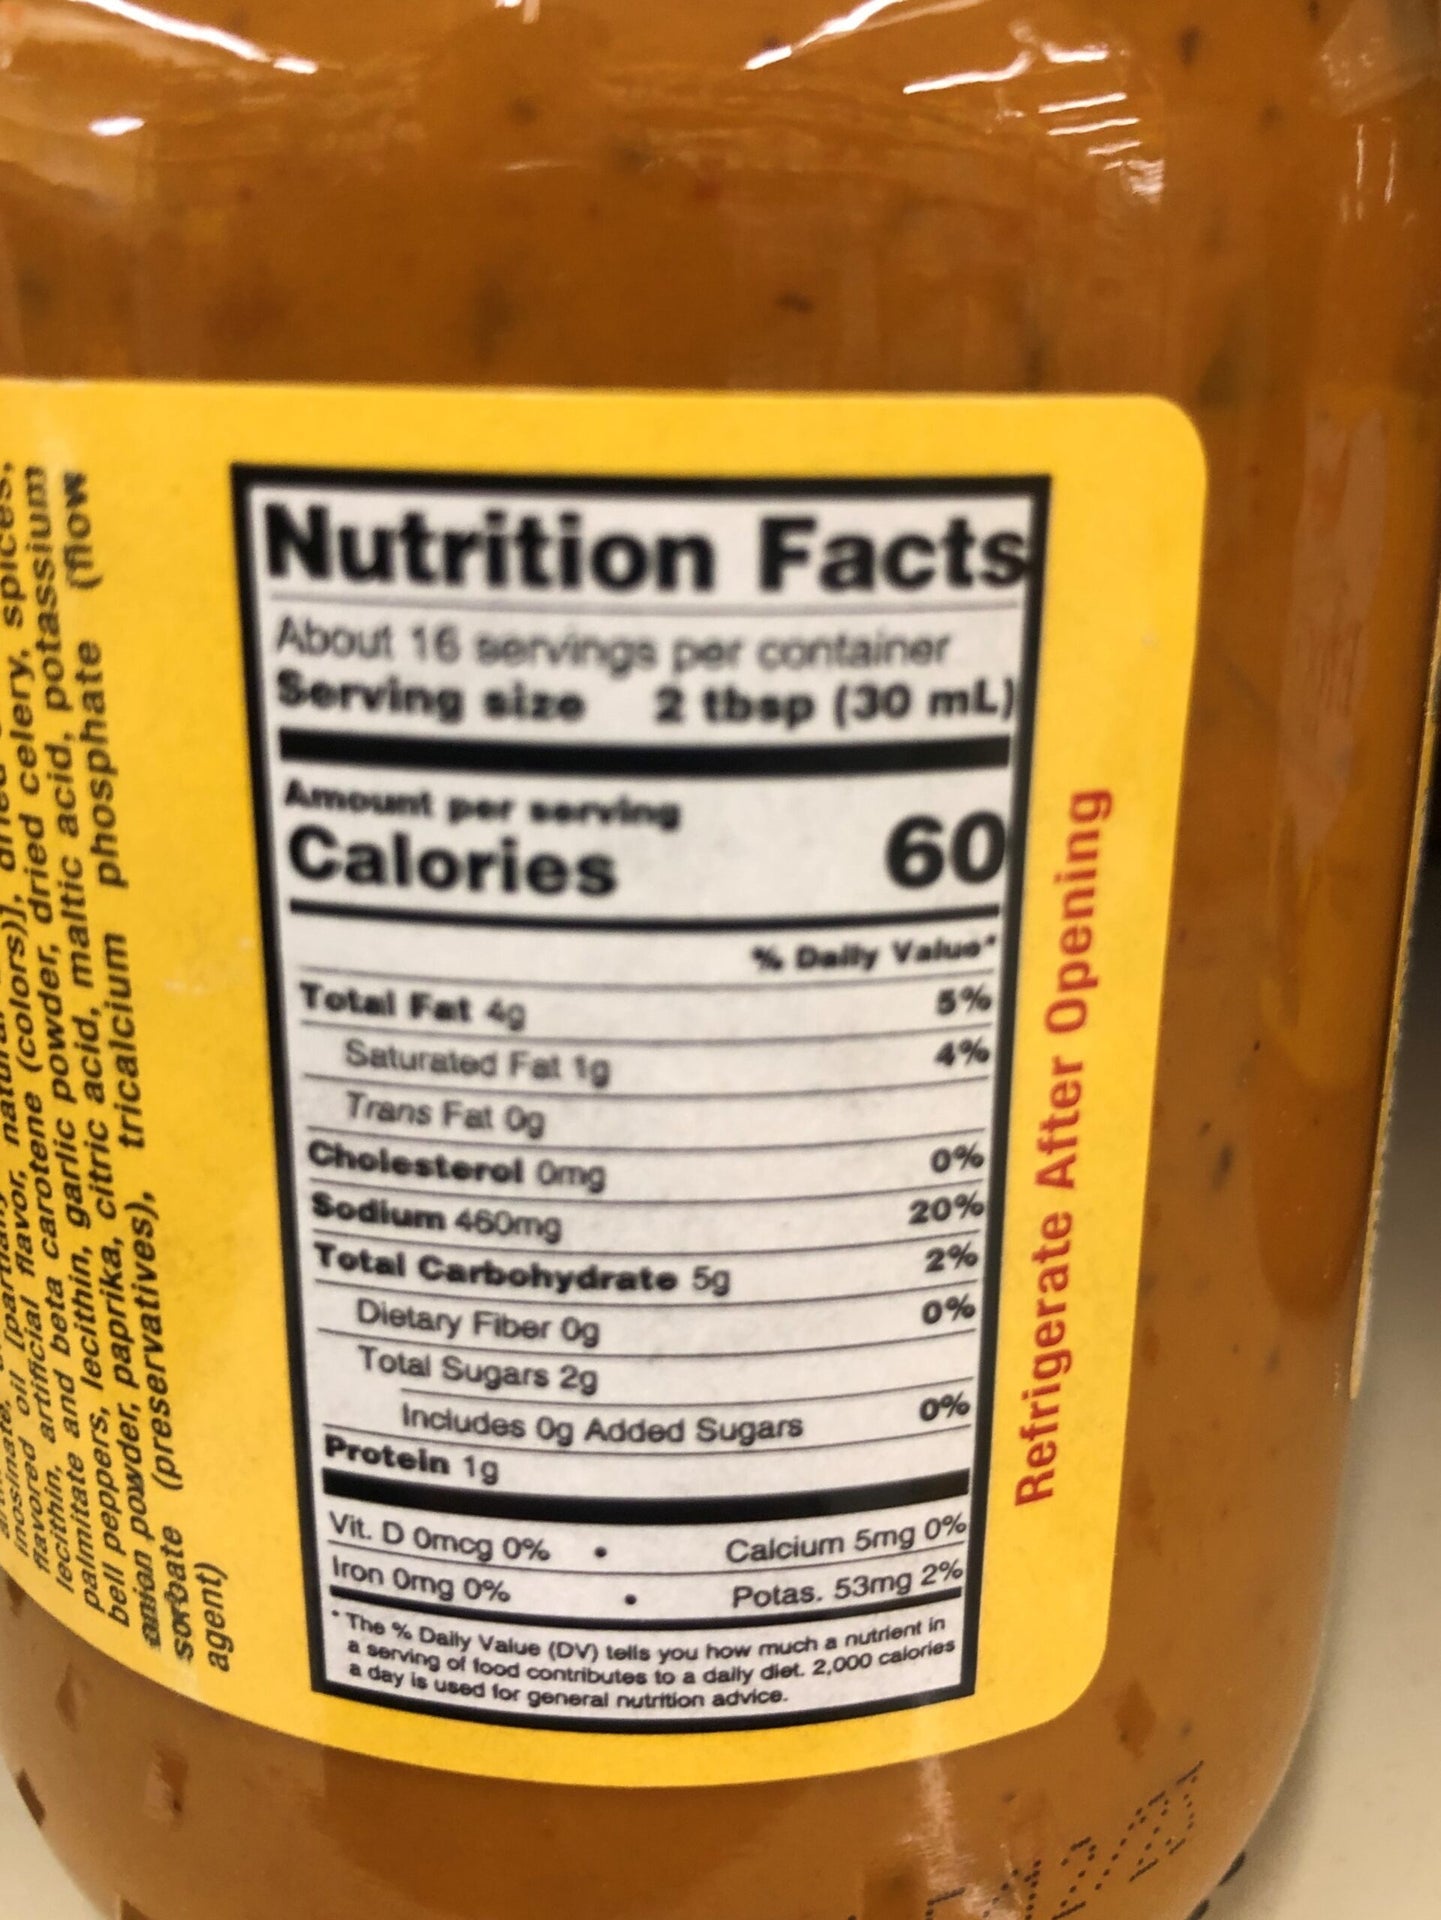 Nutrition Facts
About 16 servings per container
Serving size 2 tbsp (30 mL)
Amount per serving
Calories 60
% Daily Value*
Total Fat 4g 5%
Saturated Fat 1g 4%
Trans Fat 0g
Cholesterol 0mg 0%
Sodium 460mg 20%
Total Carbohydrate 5g 2%
Dietary Fiber 0g 0%
Total Sugars 2g
Includes 0g Added Sugars 0%
Protein 1g
Vit. D 0mcg 0% • Calcium 5mg 0%
Iron 0mg 0% • Potas. 53mg 2%
* The % Daily Value (DV) tells you how much a nutrient in
a serving of food contributes to a daily diet. 2,000 calories
a day is used for general nutrition advice.
Refrigerate After Opening
inosinate,
flavored oil [partially natural flavor, artificial flavor,
lecithin, and beta carotene (colors)], dried celery, spices,
palmitate garlic powder, maltic acid, potassium
bell peppers, lecithin, citric acid, phosphate (flow
onion powder, paprika, tricalcium
sorbate (preservatives),
agent)